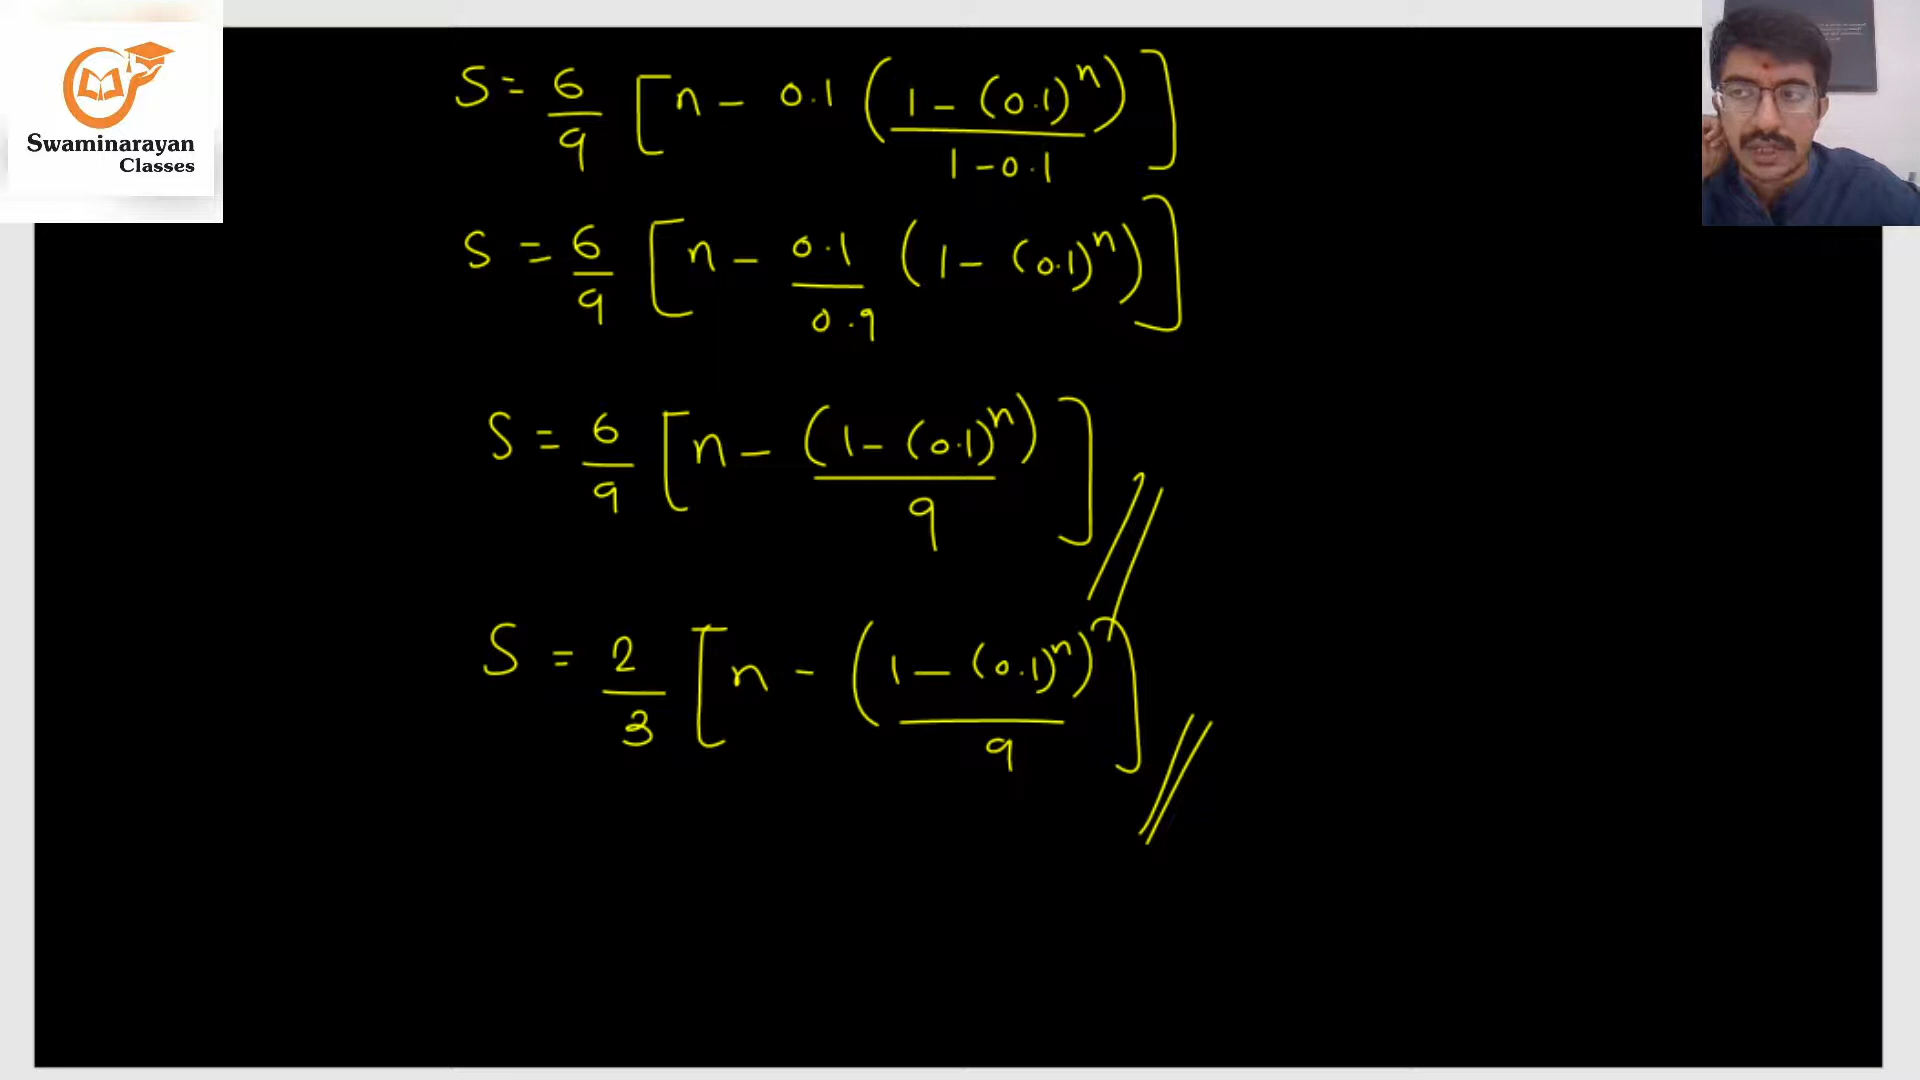 Swaminarayan
Classes
S = 6/9 [n - 0.1 (1 - (0.1)^n / 1 - 0.1)]
S = 6/9 [n - 0.1/0.9 (1 - (0.1)^n)]
S = 6/9 [n - (1 - (0.1)^n)/9]
S = 2/3 [n - (1 - (0.1)^n)/9]